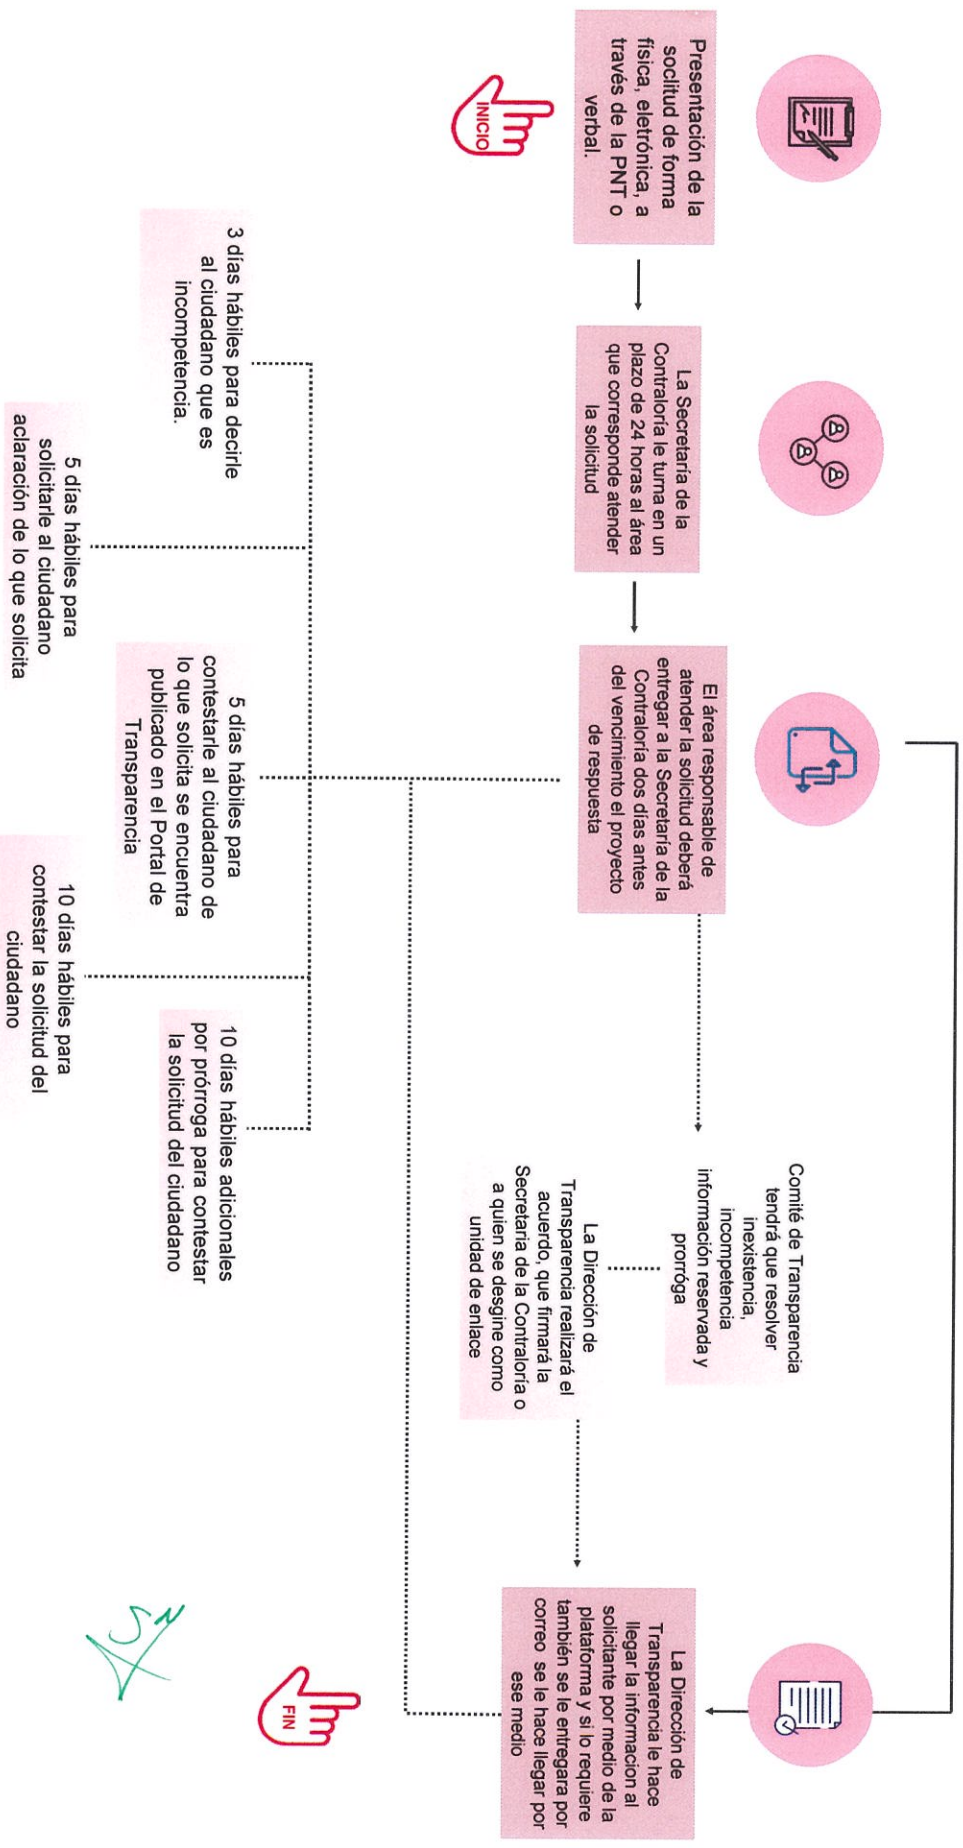 Presentación de la
soclitud de forma
física, eletrónica, a
través de la PNT o
verbal.
INICIO
La Secretaría de la
Contraloría le turna en un
plazo de 24 horas al área
que corresponde atender
la solicitud
El área responsable de
atender la solicitud deberá
entregar a la Secretaría de la
Contraloría dos días antes
del vencimiento el proyecto
de respuesta
Comité de Transparencia
tendrá que resolver
inexistencia,
incompetencia
información reservada y
prorróga
La Dirección de
Transparencia realizará el
acuerdo, que firmará la
Secretaria de la Contraloría o
a quien se desgine como
unidad de enlace
La Dirección de
Transparencia le hace
llegar la informacion al
solicitante por medio de la
plataforma y si lo requiere
también se le entregara por
correo se le hace llegar por
ese medio
3 días hábiles para decirle
al ciudadano que es
incompetencia.
5 días hábiles para
solicitarle al ciudadano
aclaración de lo que solicita
5 días hábiles para
contestarle al ciudadano de
lo que solicita se encuentra
publicado en el Portal de
Transparencia
10 días hábiles para
contestar la solicitud del
ciudadano
10 días hábiles adicionales
por prórroga para contestar
la solicitud del ciudadano
FIN